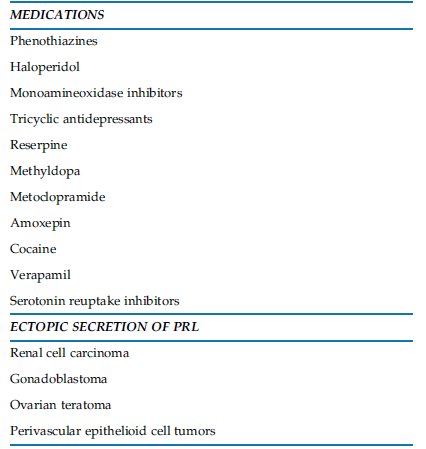 MEDICATIONS
Phenothiazines
Haloperidol
Monoamineoxidase inhibitors
Tricyclic antidepressants
Reserpine
Methyldopa
Metoclopramide
Amoxepin
Cocaine
Verapamil
Serotonin reuptake inhibitors
ECTOPIC SECRETION OF PRL
Renal cell carcinoma
Gonadoblastoma
Ovarian teratoma
Perivascular epithelioid cell tumors